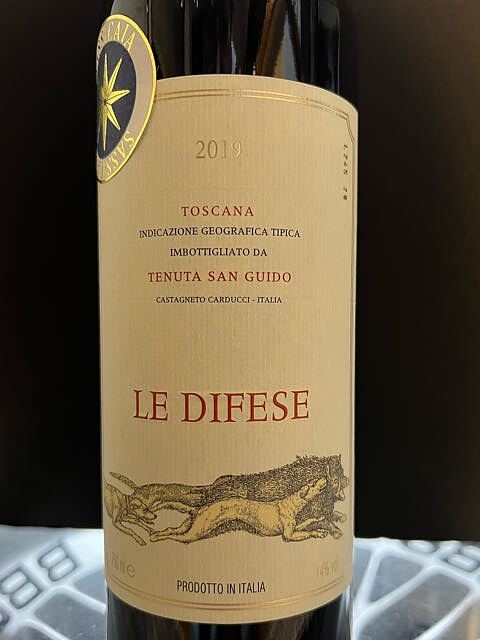 2019
TOSCANA
INDICAZIONE GEOGRAFICA TIPICA
IMBOTTIGLIATO DA
TENUTA SAN GUIDO
CASTAGNETO CARDUCCI - ITALIA
LE DIFESE
PRODOTTO IN ITALIA